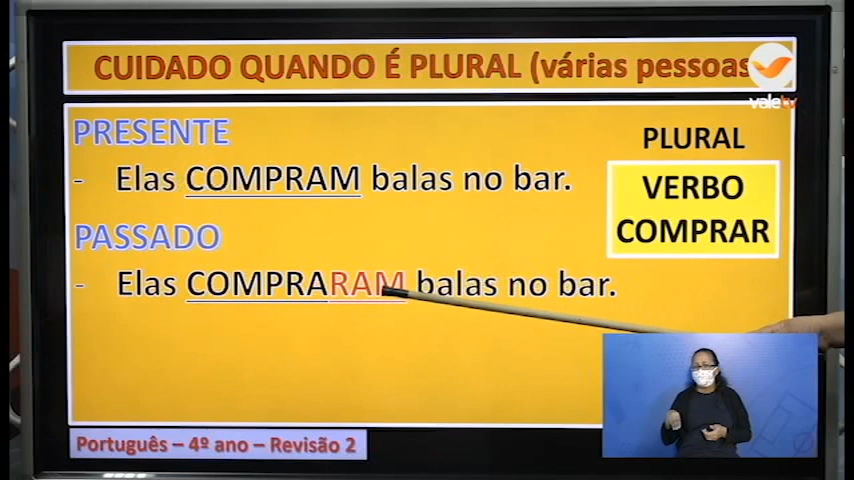 CUIDADO QUANDO É PLURAL (várias pessoas
valetv
PRESENTE
PLURAL
- Elas COMPRAM balas no bar.
VERBO
COMPRAR
PASSADO
- Elas COMPRARAM balas no bar.
Português – 4º ano – Revisão 2